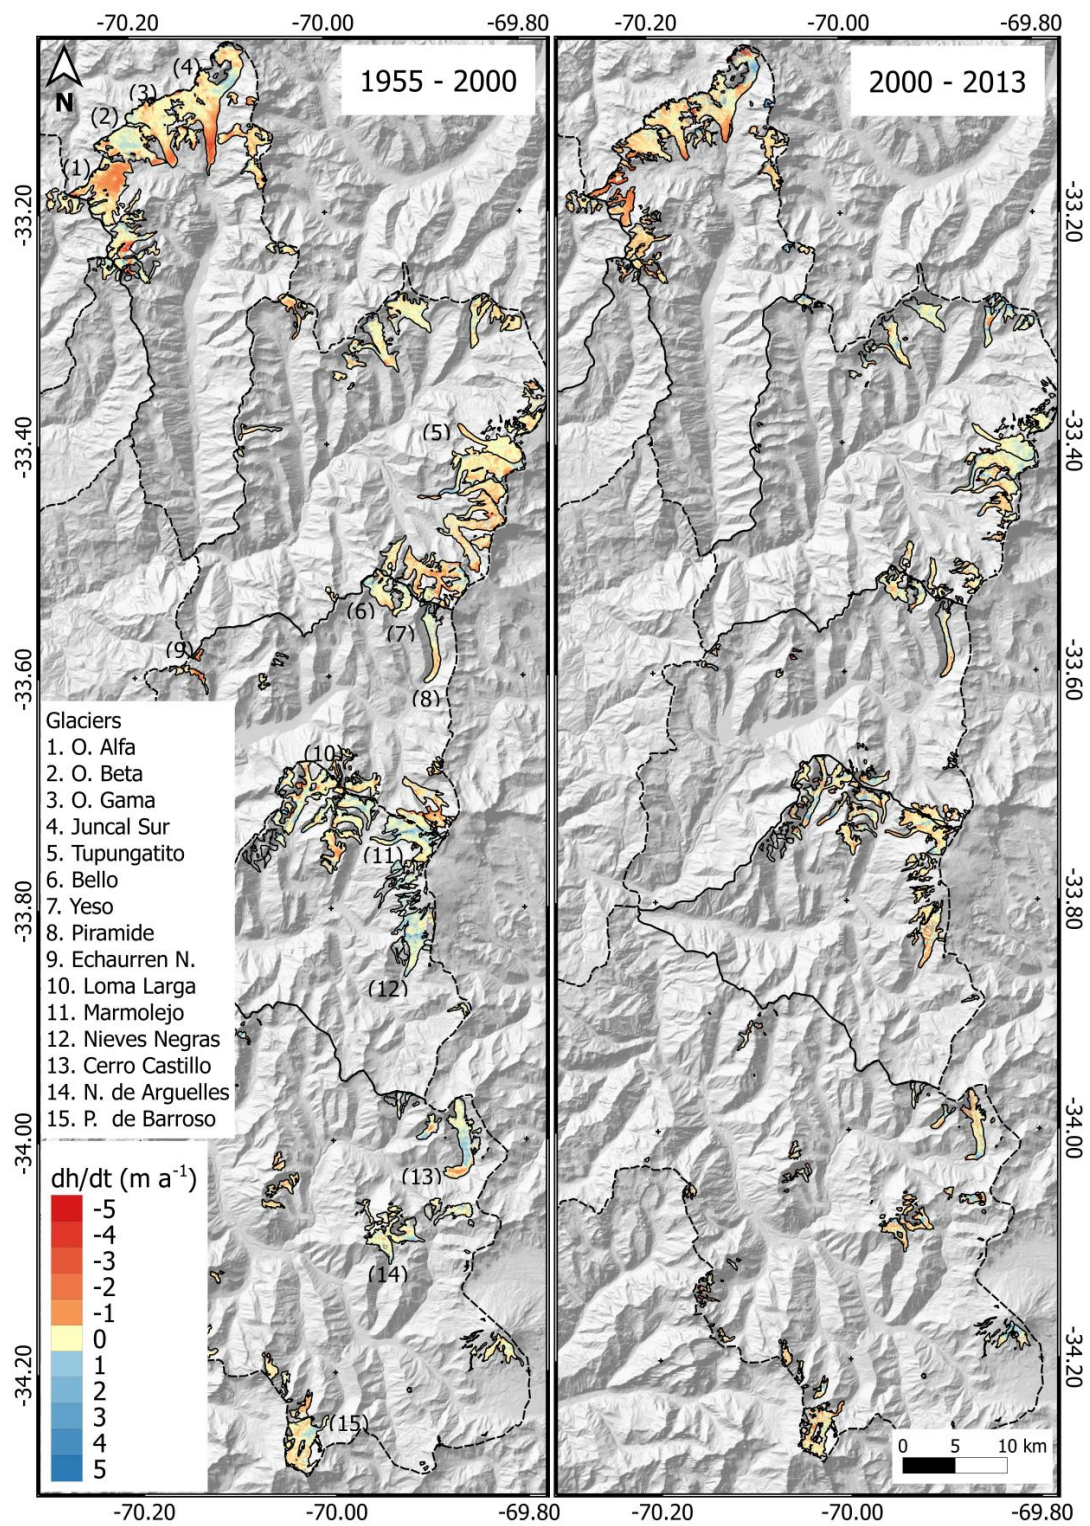 -70.20 -70.00 -69.80 -70.20 -70.00 -69.80
1955 - 2000
2000 - 2013
N
(4)
(3)
(2)
(1)
-33.20
-33.20
(5)
-33.40
-33.40
(6)
(7)
(9)
(8)
-33.60
-33.60
(10)
(11)
(12)
-33.80
-33.80
Glaciers
1. O. Alfa
2. O. Beta
3. O. Gama
4. Juncal Sur
5. Tupungatito
6. Bello
7. Yeso
8. Piramide
9. Echaurren N.
10. Loma Larga
11. Marmolejo
12. Nieves Negras
13. Cerro Castillo
14. N. de Arguelles
15. P. de Barroso
-34.00
-34.00
(13)
(14)
(15)
dh/dt (m a⁻¹)
-5
-4
-3
-2
-1
0
1
2
3
4
5
-34.20
-34.20
0 5 10 km
-70.20 -70.00 -69.80 -70.20 -70.00 -69.80